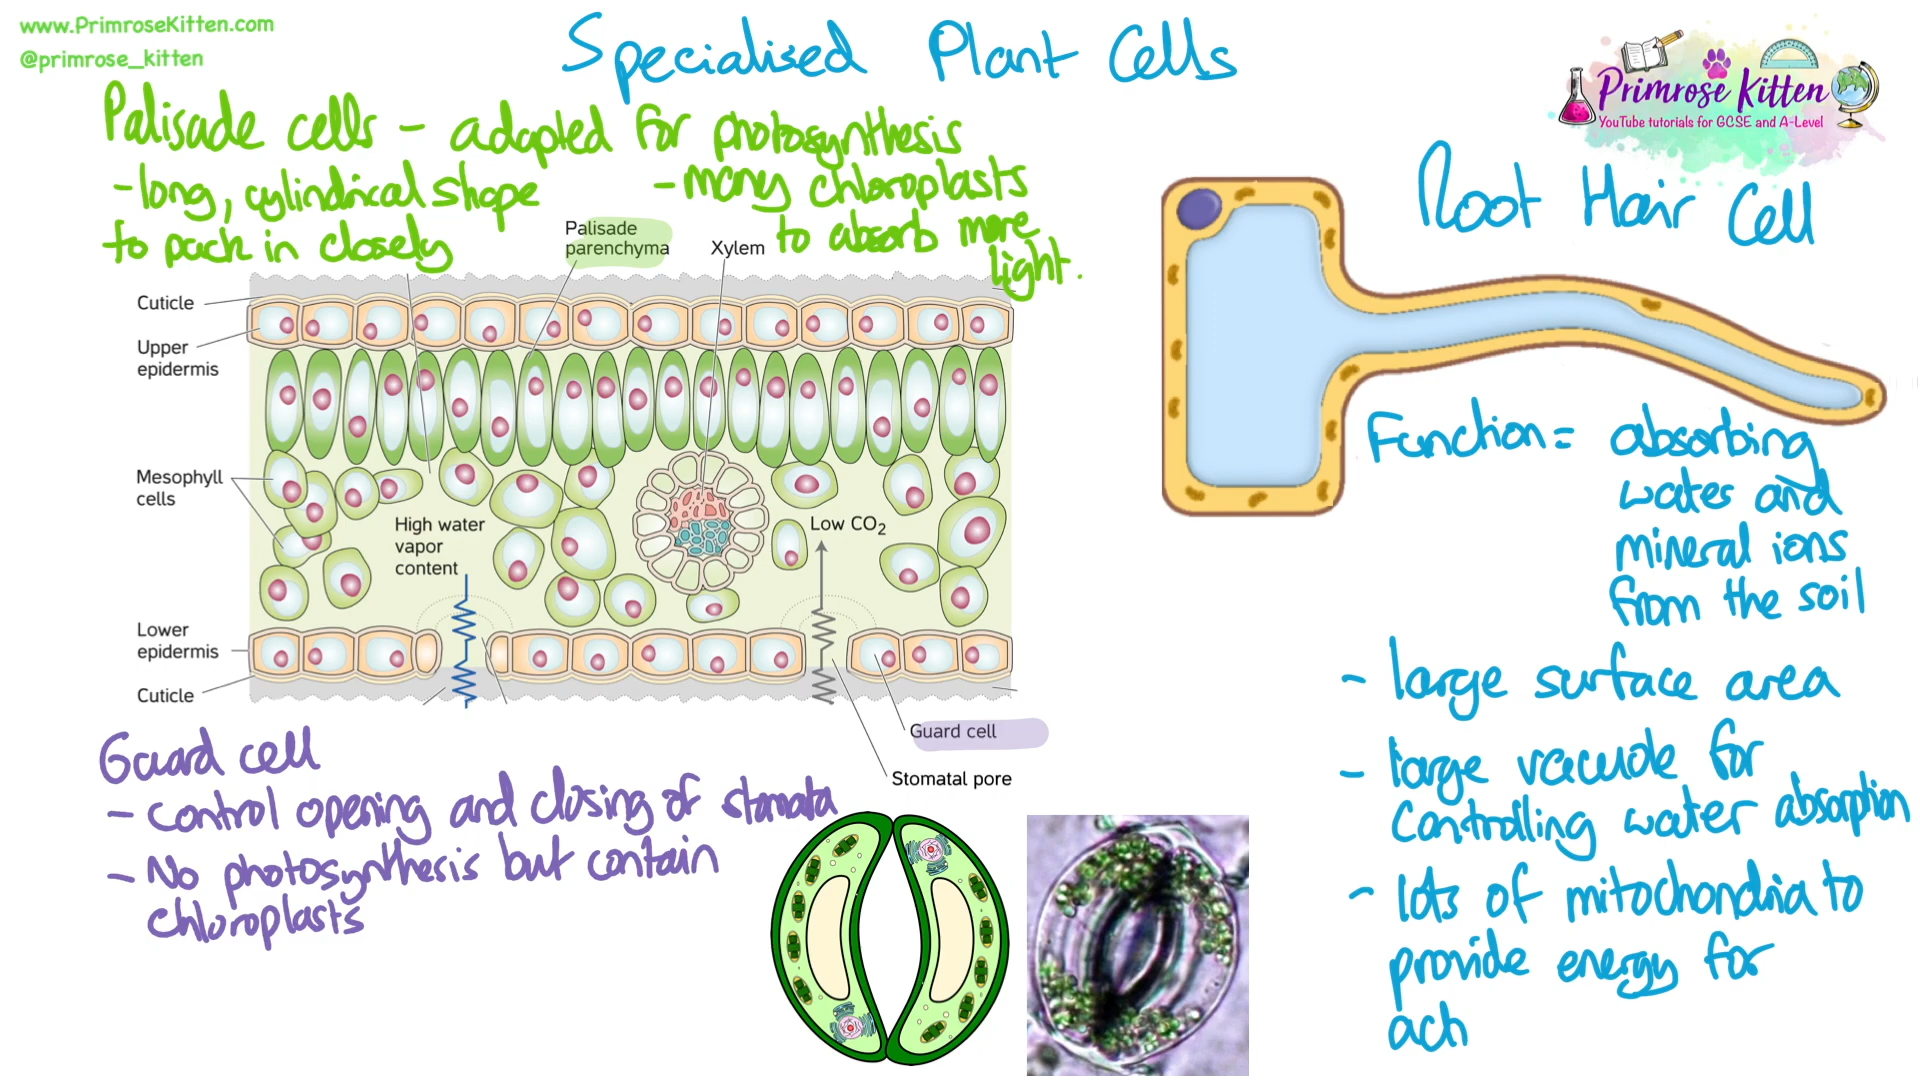 www.PrimroseKitten.com
@primrose_kitten
Specialised Plant Cells
Primrose Kitten
YouTube tutorials for GCSE and A-Level
Palisade cells - adapted for photosynthesis
- long, cylindrical shape
to pack in closely
- many chloroplasts
to absorb more
light.
Palisade
parenchyma
Xylem
Cuticle
Upper
epidermis
Mesophyll
cells
High water
vapor
content
Low CO2
Lower
epidermis
Cuticle
Guard cell
Stomatal pore
Guard cell
- control opening and closing of stomata
- No photosynthesis but contain
chloroplasts
Root Hair Cell
Function = absorbing
water and
mineral ions
from the soil
- large surface area
- large vacuole for
controlling water absorption
- lots of mitochondria to
provide energy for
acti